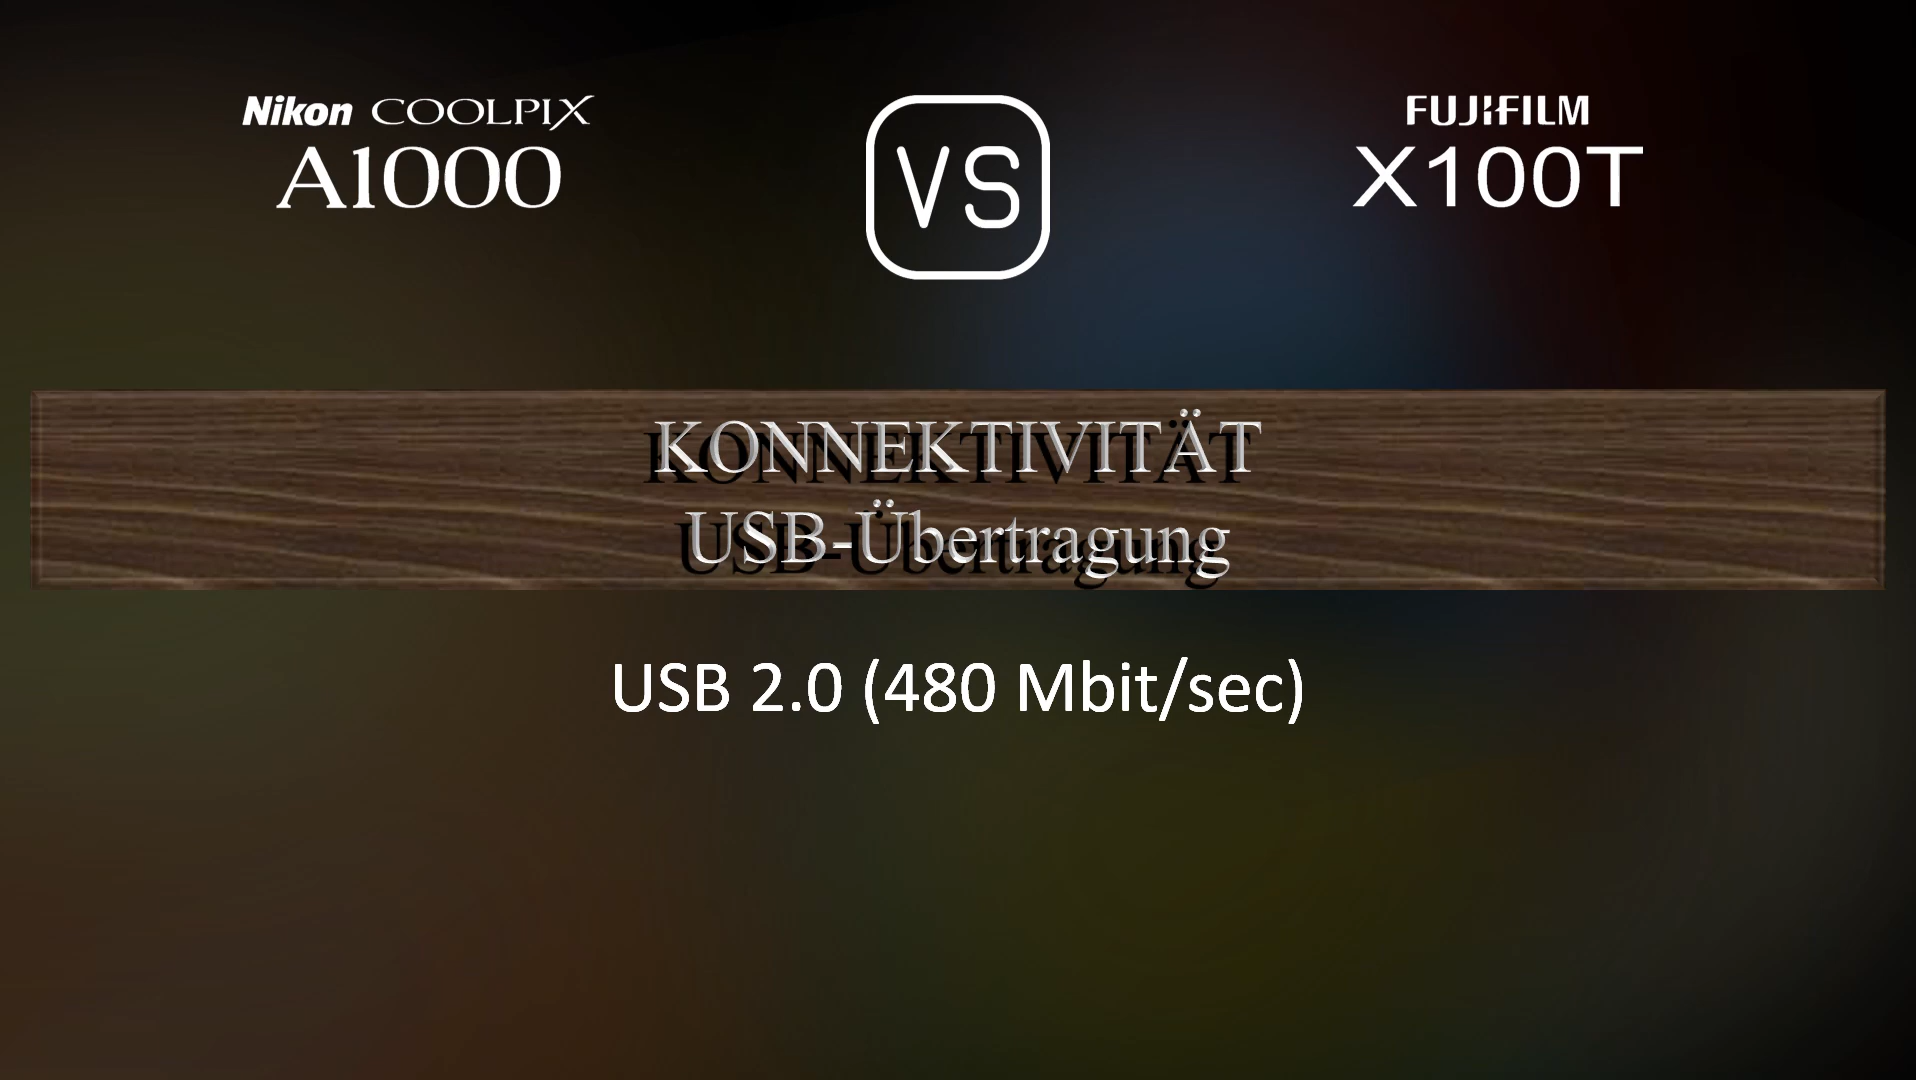 Nikon COOLPIX
A1000
VS
FUJIFILM
X100T
KONNEKTIVITÄT
USB-Übertragung
USB 2.0 (480 Mbit/sec)